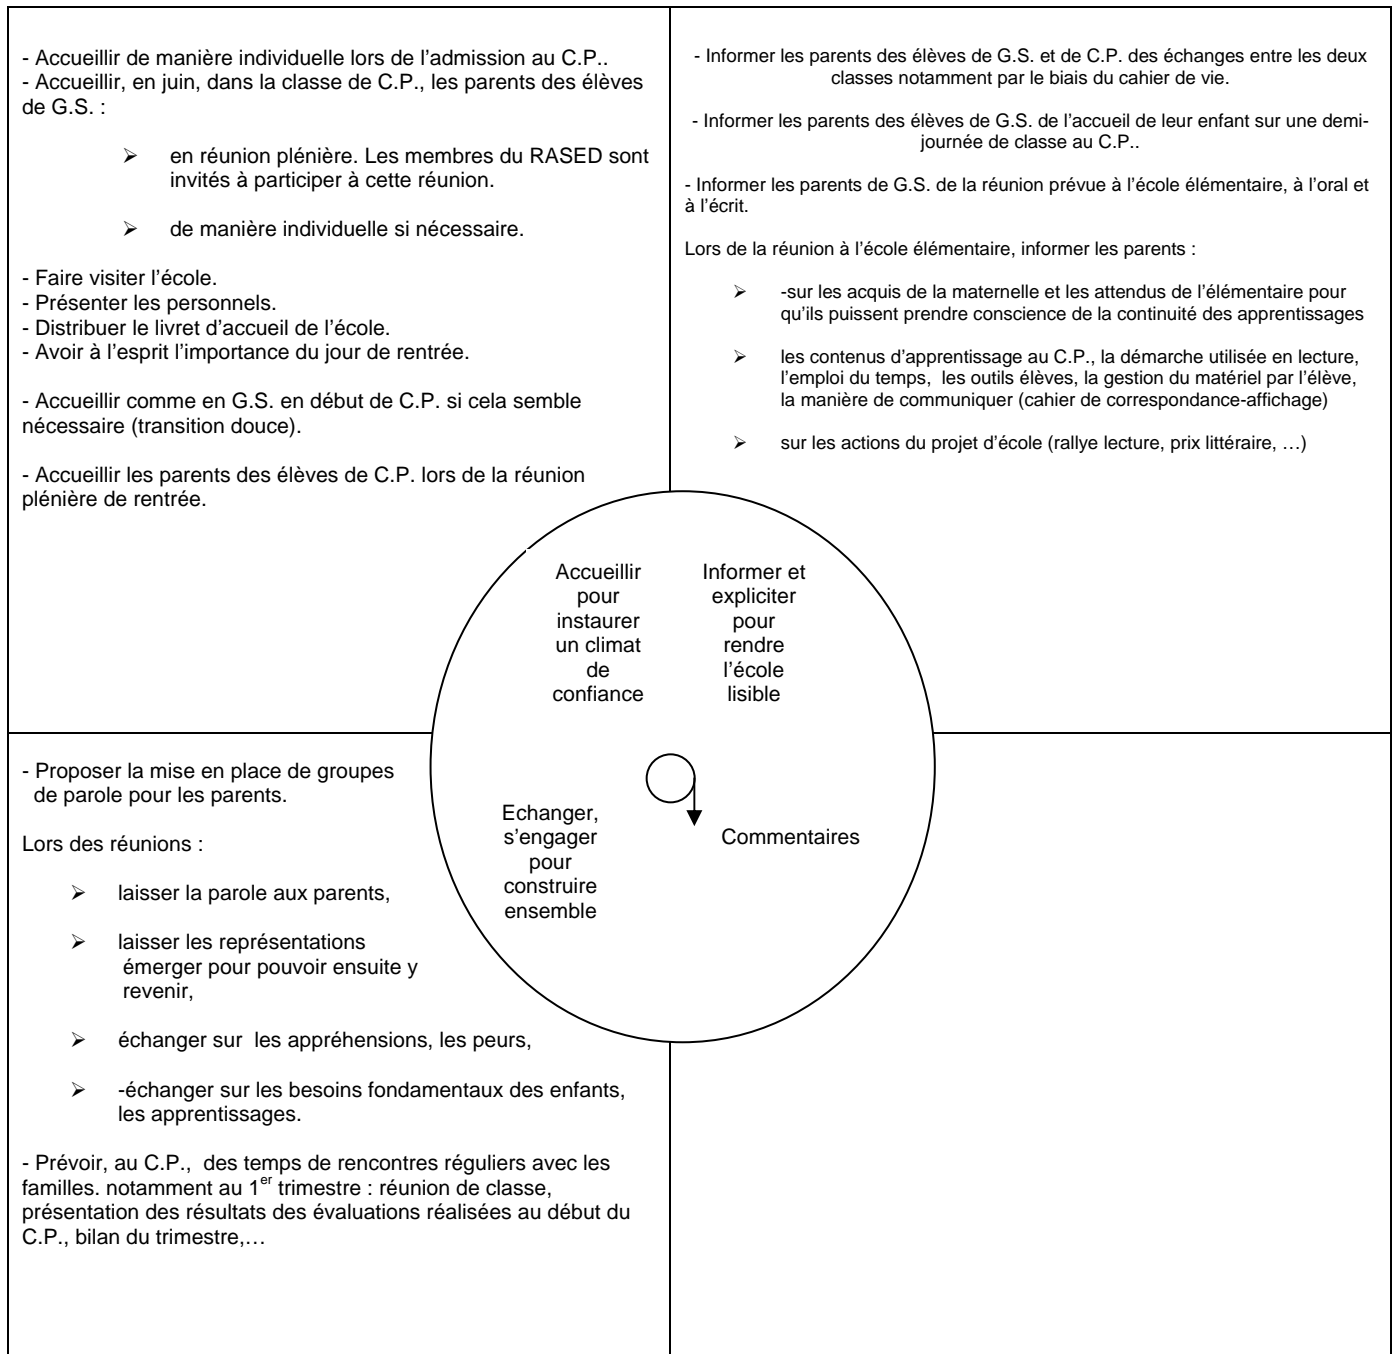 - Accueillir de manière individuelle lors de l’admission au C.P..
- Accueillir, en juin, dans la classe de C.P., les parents des élèves
de G.S. :
➢ en réunion plénière. Les membres du RASED sont
invités à participer à cette réunion.
➢ de manière individuelle si nécessaire.
- Faire visiter l’école.
- Présenter les personnels.
- Distribuer le livret d’accueil de l’école.
- Avoir à l’esprit l’importance du jour de rentrée.
- Accueillir comme en G.S. en début de C.P. si cela semble
nécessaire (transition douce).
- Accueillir les parents des élèves de C.P. lors de la réunion
plénière de rentrée.
- Informer les parents des élèves de G.S. et de C.P. des échanges entre les deux
classes notamment par le biais du cahier de vie.
- Informer les parents des élèves de G.S. de l’accueil de leur enfant sur une demi-
journée de classe au C.P..
- Informer les parents de G.S. de la réunion prévue à l’école élémentaire, à l’oral et
à l’écrit.
Lors de la réunion à l’école élémentaire, informer les parents :
➢ -sur les acquis de la maternelle et les attendus de l’élémentaire pour
qu’ils puissent prendre conscience de la continuité des apprentissages
➢ les contenus d’apprentissage au C.P., la démarche utilisée en lecture,
l’emploi du temps, les outils élèves, la gestion du matériel par l’élève,
la manière de communiquer (cahier de correspondance-affichage)
➢ sur les actions du projet d’école (rallye lecture, prix littéraire, …)
Accueillir
pour
instaurer
un climat
de
confiance
Informer et
expliciter
pour
rendre
l’école
lisible
Echanger,
s’engager
pour
construire
ensemble
Commentaires
- Proposer la mise en place de groupes
de parole pour les parents.
Lors des réunions :
➢ laisser la parole aux parents,
➢ laisser les représentations
émerger pour pouvoir ensuite y
revenir,
➢ échanger sur les appréhensions, les peurs,
➢ -échanger sur les besoins fondamentaux des enfants,
les apprentissages.
- Prévoir, au C.P., des temps de rencontres réguliers avec les
familles. notamment au 1er trimestre : réunion de classe,
présentation des résultats des évaluations réalisées au début du
C.P., bilan du trimestre,…